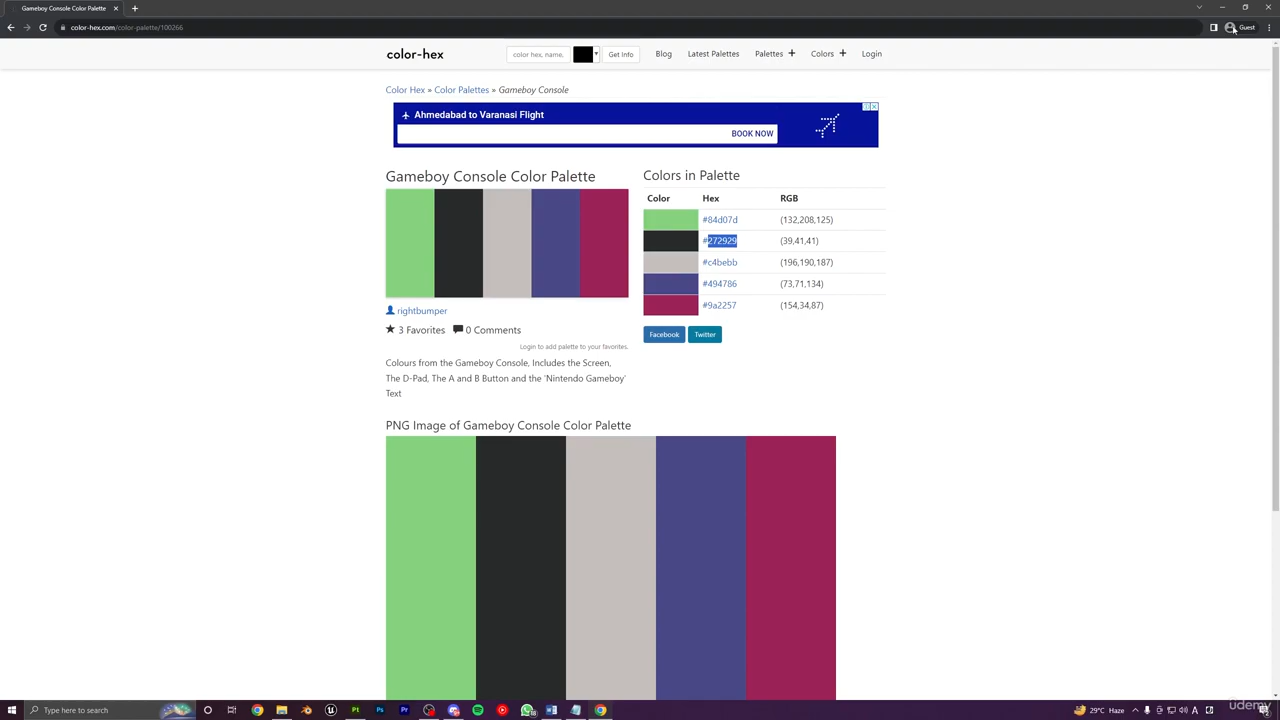 Gameboy Console Color Palette
color-hex.com/color-palette/100266
Guest
color-hex
color hex, name,
Get Info
Blog
Latest Palettes
Palettes +
Colors +
Login
Color Hex » Color Palettes » Gameboy Console
Ahmedabad to Varanasi Flight
BOOK NOW
Gameboy Console Color Palette
rightbumper
3 Favorites 0 Comments
Login to add palette to your favorites.
Colours from the Gameboy Console, Includes the Screen,
The D-Pad, The A and B Button and the 'Nintendo Gameboy'
Text
Colors in Palette
Color Hex RGB
#84d07d (132,208,125)
#272929 (39,41,41)
#c4bebb (196,190,187)
#494786 (73,71,134)
#9a2257 (154,34,87)
Facebook Twitter
PNG Image of Gameboy Console Color Palette
Type here to search
29°C Haze
udemy